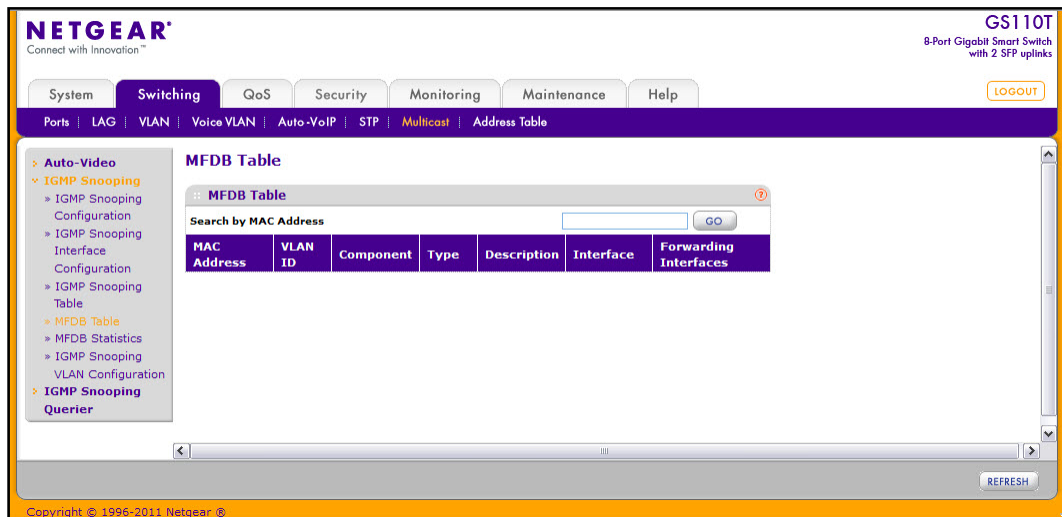 NETGEAR®
Connect with Innovation™
GS110T
8-Port Gigabit Smart Switch
with 2 SFP uplinks
System Switching QoS Security Monitoring Maintenance Help
LOGOUT
Ports LAG VLAN Voice VLAN Auto-VoIP STP Multicast Address Table
Auto-Video
IGMP Snooping
» IGMP Snooping
Configuration
» IGMP Snooping
Interface
Configuration
» IGMP Snooping
Table
» MFDB Table
» MFDB Statistics
» IGMP Snooping
VLAN Configuration
IGMP Snooping
Querier
MFDB Table
MFDB Table
?
Search by MAC Address
GO
MAC Address VLAN ID Component Type Description Interface Forwarding Interfaces
REFRESH
Copyright © 1996-2011 Netgear ®